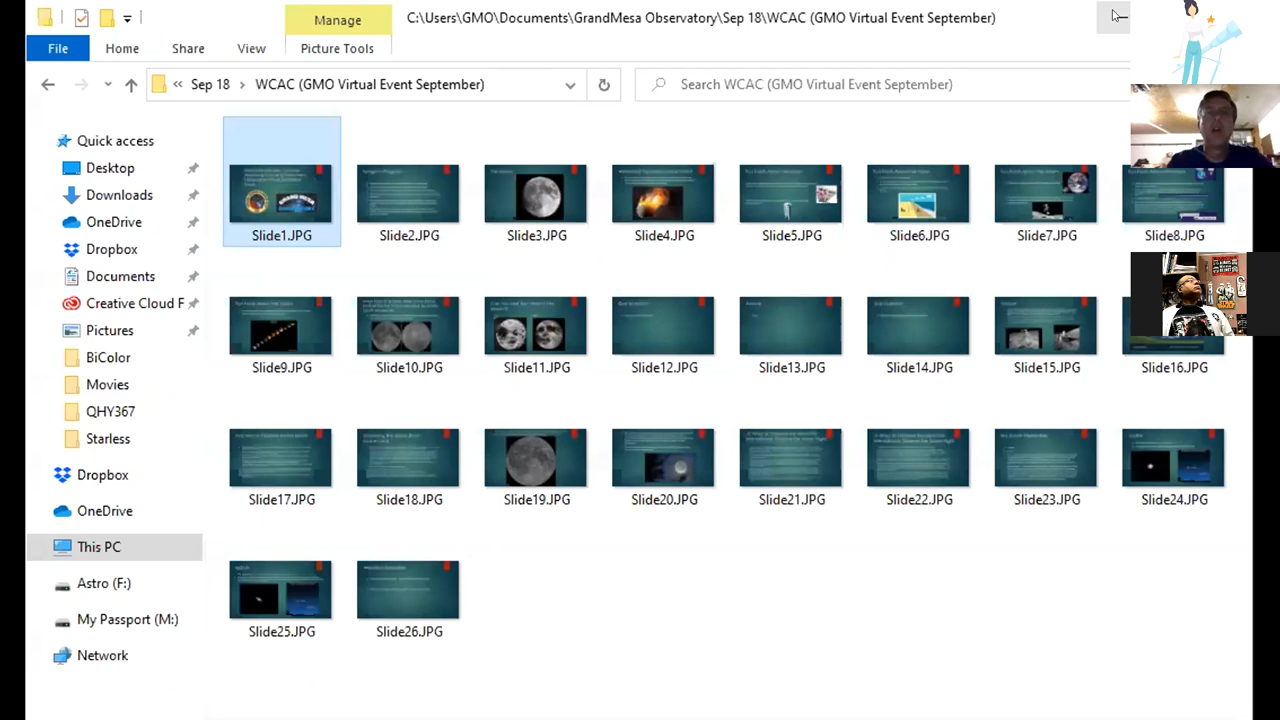 Manage
C:\Users\GMO\Documents\GrandMesa Observatory\Sep 18\WCAC (GMO Virtual Event September)
File
Home
Share
View
Picture Tools
« Sep 18 › WCAC (GMO Virtual Event September)
Search WCAC (GMO Virtual Event September)
Quick access
Desktop
Downloads
OneDrive
Dropbox
Documents
Creative Cloud F
Pictures
BiColor
Movies
QHY367
Starless
Dropbox
OneDrive
This PC
Astro (F:)
My Passport (M:)
Network
Slide1.JPG
Slide2.JPG
Slide3.JPG
Slide4.JPG
Slide5.JPG
Slide6.JPG
Slide7.JPG
Slide8.JPG
Slide9.JPG
Slide10.JPG
Slide11.JPG
Slide12.JPG
Slide13.JPG
Slide14.JPG
Slide15.JPG
Slide16.JPG
Slide17.JPG
Slide18.JPG
Slide19.JPG
Slide20.JPG
Slide21.JPG
Slide22.JPG
Slide23.JPG
Slide24.JPG
Slide25.JPG
Slide26.JPG